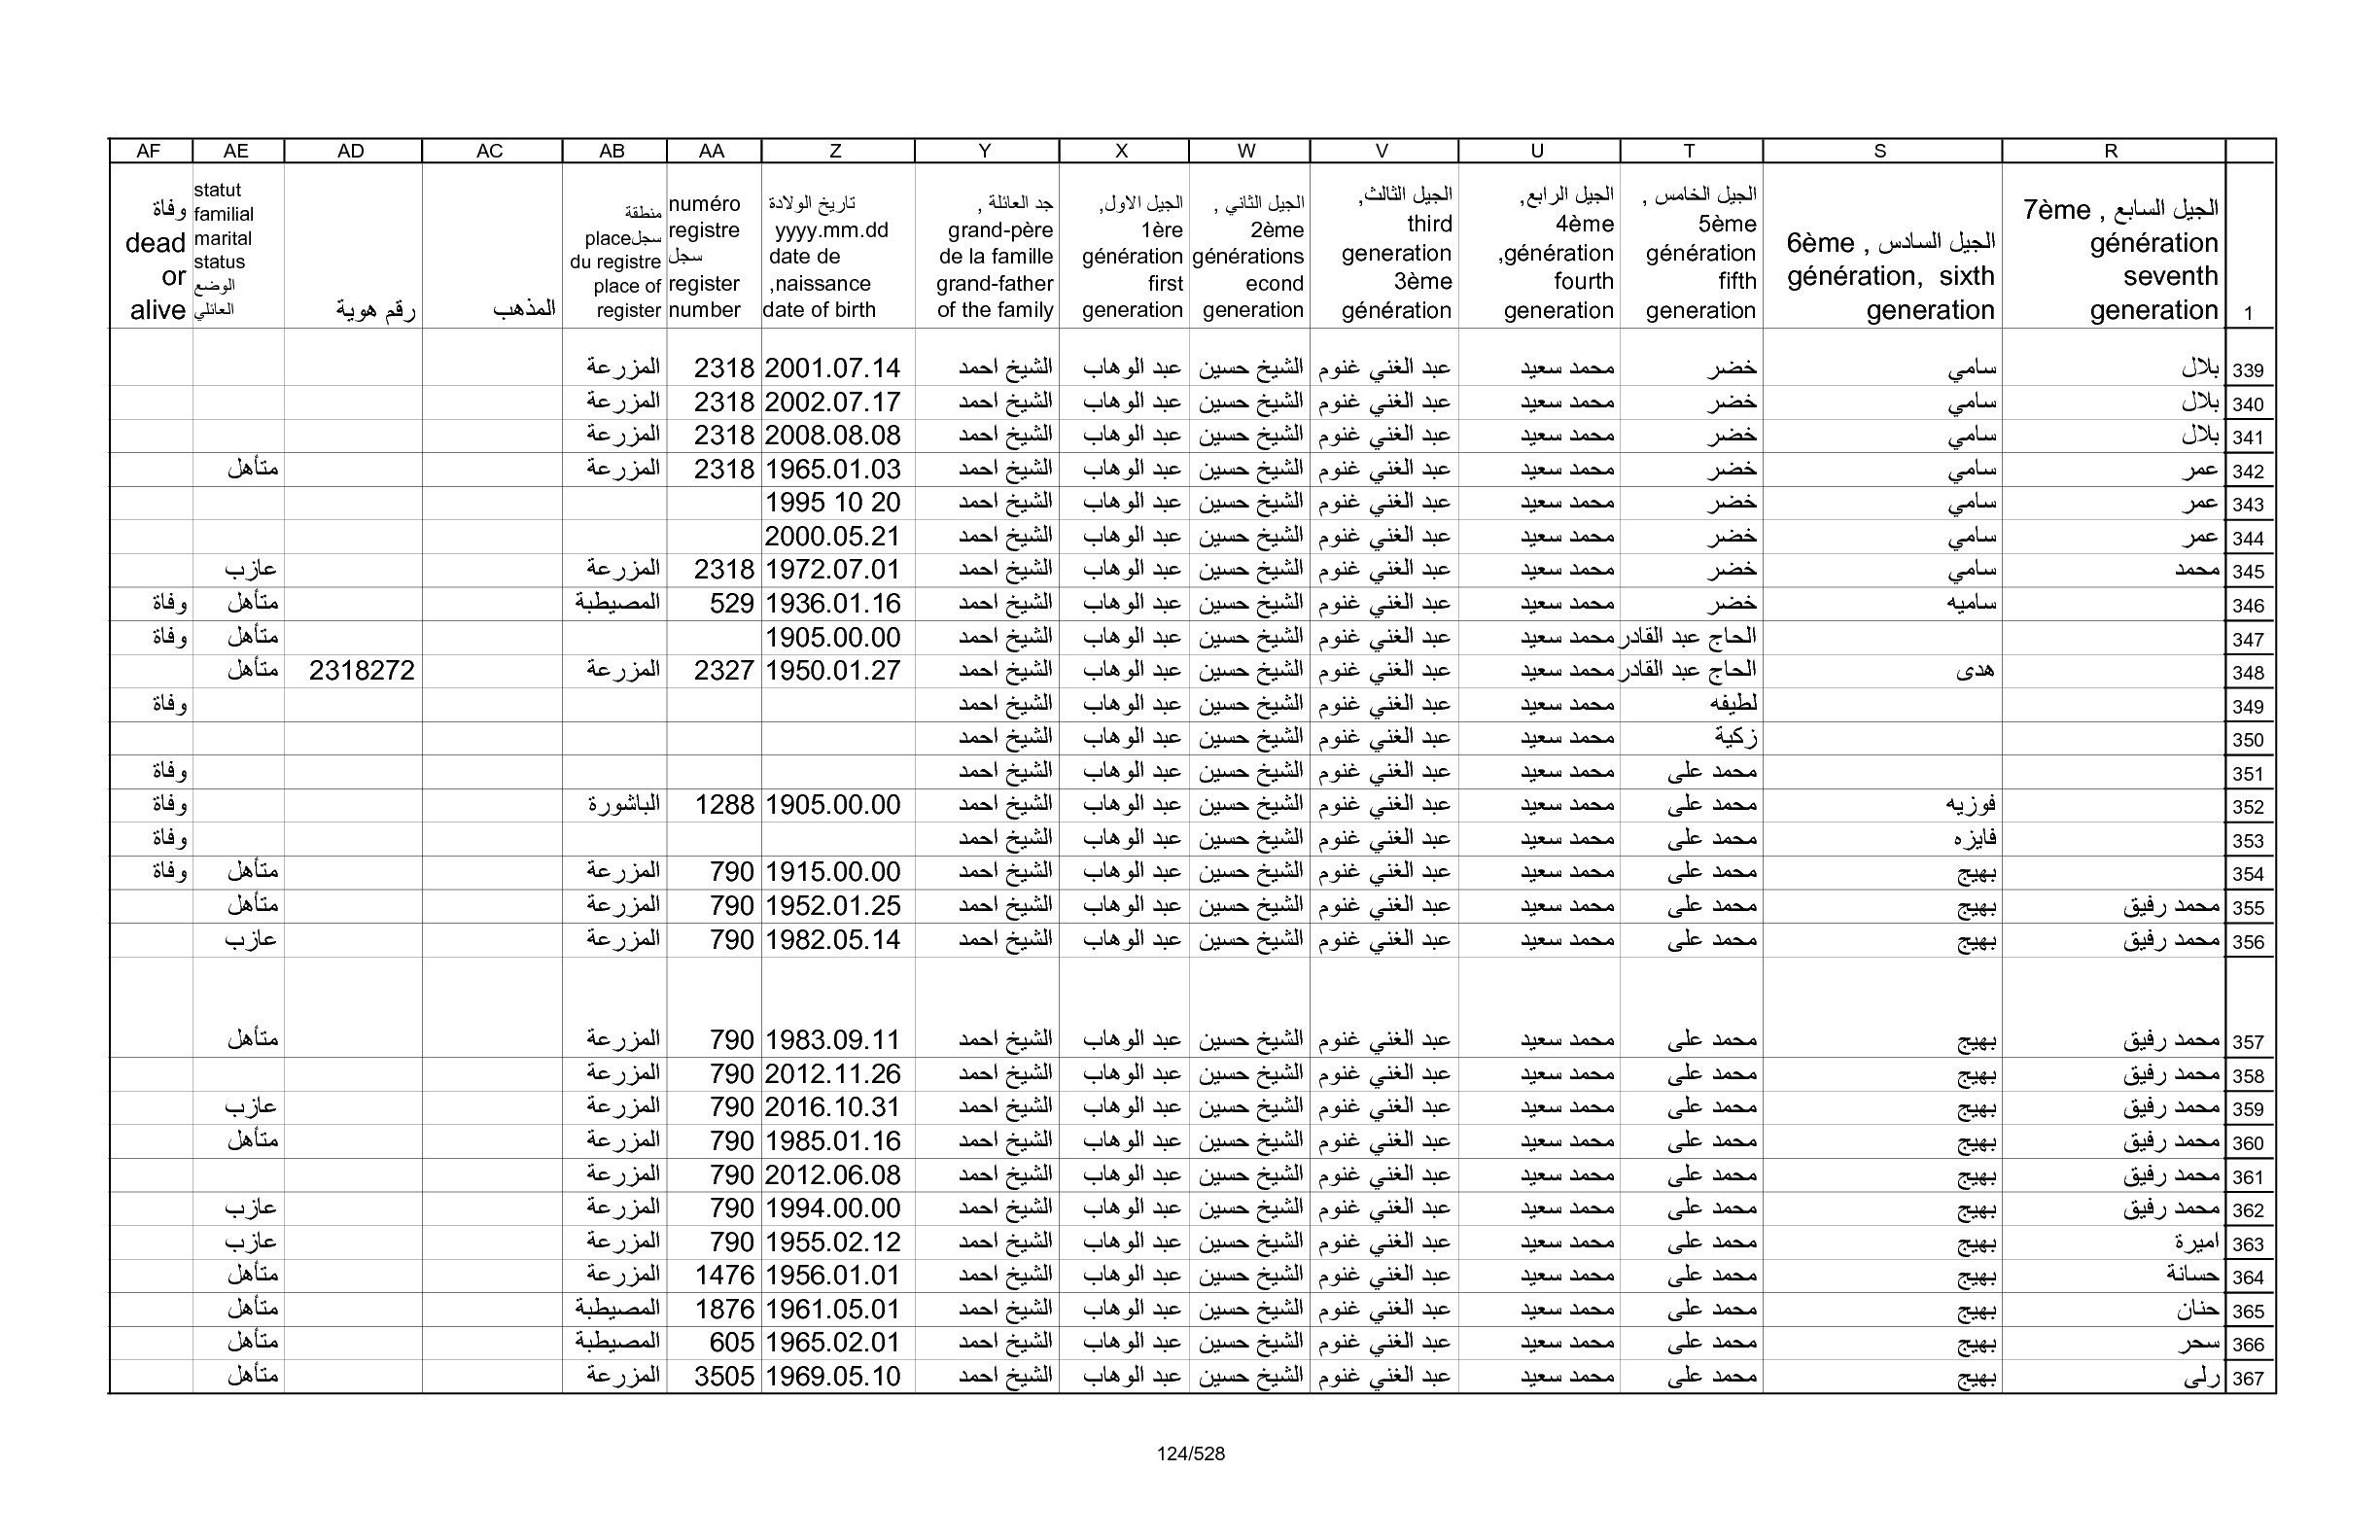 R S T U V W X Y Z AA AB AC AD AE AF
1 الجيل السابع , 7ème génération seventh generation الجيل السادس , 6ème génération, sixth generation الجيل الخامس , 5ème génération fifth generation الجيل الرابع, 4ème génération, fourth generation الجيل الثالث, third generation 3ème génération الجيل الثاني , 2ème générations econd generation الجيل الاول, 1ère génération first generation جد العائلة , grand-père de la famille grand-father of the family تاريخ الولادة yyyy.mm.dd date de naissance, date of birth numéro registre سجل register number منطقة سجل place du registre place of register المذهب رقم هوية statut familial marital status الوضع العائلي وفاة dead or alive
339 بلال سامي خضر محمد سعيد عبد الغني غنوم الشيخ حسين عبد الوهاب الشيخ احمد 2001.07.14 2318 المزرعة
340 بلال سامي خضر محمد سعيد عبد الغني غنوم الشيخ حسين عبد الوهاب الشيخ احمد 2002.07.17 2318 المزرعة
341 بلال سامي خضر محمد سعيد عبد الغني غنوم الشيخ حسين عبد الوهاب الشيخ احمد 2008.08.08 2318 المزرعة
342 عمر سامي خضر محمد سعيد عبد الغني غنوم الشيخ حسين عبد الوهاب الشيخ احمد 1965.01.03 2318 المزرعة متأهل
343 عمر سامي خضر محمد سعيد عبد الغني غنوم الشيخ حسين عبد الوهاب الشيخ احمد 1995 10 20
344 عمر سامي خضر محمد سعيد عبد الغني غنوم الشيخ حسين عبد الوهاب الشيخ احمد 2000.05.21
345 محمد سامي خضر محمد سعيد عبد الغني غنوم الشيخ حسين عبد الوهاب الشيخ احمد 1972.07.01 2318 المزرعة عازب
346 ساميه خضر محمد سعيد عبد الغني غنوم الشيخ حسين عبد الوهاب الشيخ احمد 1936.01.16 529 المصيطبة متأهل وفاة
347 الحاج عبد القادر محمد سعيد عبد الغني غنوم الشيخ حسين عبد الوهاب الشيخ احمد 1905.00.00 متأهل وفاة
348 هدى الحاج عبد القادر محمد سعيد عبد الغني غنوم الشيخ حسين عبد الوهاب الشيخ احمد 1950.01.27 2327 المزرعة 2318272 متأهل
349 لطيفه محمد سعيد عبد الغني غنوم الشيخ حسين عبد الوهاب الشيخ احمد وفاة
350 زكية محمد سعيد عبد الغني غنوم الشيخ حسين عبد الوهاب الشيخ احمد
351 محمد على محمد سعيد عبد الغني غنوم الشيخ حسين عبد الوهاب الشيخ احمد وفاة
352 فوزيه محمد على محمد سعيد عبد الغني غنوم الشيخ حسين عبد الوهاب الشيخ احمد 1905.00.00 1288 الباشورة وفاة
353 فايزه محمد على محمد سعيد عبد الغني غنوم الشيخ حسين عبد الوهاب الشيخ احمد وفاة
354 بهيج محمد على محمد سعيد عبد الغني غنوم الشيخ حسين عبد الوهاب الشيخ احمد 1915.00.00 790 المزرعة متأهل وفاة
355 محمد رفيق بهيج محمد على محمد سعيد عبد الغني غنوم الشيخ حسين عبد الوهاب الشيخ احمد 1952.01.25 790 المزرعة متأهل
356 محمد رفيق بهيج محمد على محمد سعيد عبد الغني غنوم الشيخ حسين عبد الوهاب الشيخ احمد 1982.05.14 790 المزرعة عازب
357 محمد رفيق بهيج محمد على محمد سعيد عبد الغني غنوم الشيخ حسين عبد الوهاب الشيخ احمد 1983.09.11 790 المزرعة متأهل
358 محمد رفيق بهيج محمد على محمد سعيد عبد الغني غنوم الشيخ حسين عبد الوهاب الشيخ احمد 2012.11.26 790 المزرعة
359 محمد رفيق بهيج محمد على محمد سعيد عبد الغني غنوم الشيخ حسين عبد الوهاب الشيخ احمد 2016.10.31 790 المزرعة عازب
360 محمد رفيق بهيج محمد على محمد سعيد عبد الغني غنوم الشيخ حسين عبد الوهاب الشيخ احمد 1985.01.16 790 المزرعة متأهل
361 محمد رفيق بهيج محمد على محمد سعيد عبد الغني غنوم الشيخ حسين عبد الوهاب الشيخ احمد 2012.06.08 790 المزرعة
362 محمد رفيق بهيج محمد على محمد سعيد عبد الغني غنوم الشيخ حسين عبد الوهاب الشيخ احمد 1994.00.00 790 المزرعة عازب
363 اميرة بهيج محمد على محمد سعيد عبد الغني غنوم الشيخ حسين عبد الوهاب الشيخ احمد 1955.02.12 790 المزرعة عازب
364 حسانة بهيج محمد على محمد سعيد عبد الغني غنوم الشيخ حسين عبد الوهاب الشيخ احمد 1956.01.01 1476 المزرعة متأهل
365 حنان بهيج محمد على محمد سعيد عبد الغني غنوم الشيخ حسين عبد الوهاب الشيخ احمد 1961.05.01 1876 المصيطبة متأهل
366 سحر بهيج محمد على محمد سعيد عبد الغني غنوم الشيخ حسين عبد الوهاب الشيخ احمد 1965.02.01 605 المصيطبة متأهل
367 رلى بهيج محمد على محمد سعيد عبد الغني غنوم الشيخ حسين عبد الوهاب الشيخ احمد 1969.05.10 3505 المزرعة متأهل
124/528